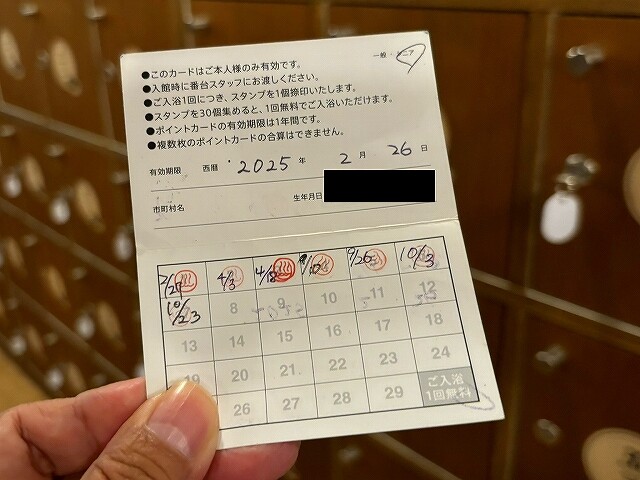 一般・シニア
●このカードはご本人様のみ有効です。
●入館時に番台スタッフにお渡しください。
●ご入浴1回につき、スタンプを1個捺印いたします。
●スタンプを30個集めると、1回無料でご入浴いただけます。
●ポイントカードの有効期限は1年間です。
●複数枚のポイントカードの合算はできません。
有効期限 西暦 2025 年 2 月 26 日
市町村名 生年月日
2/27 4/3 4/18 9/26 10/3
10/23 8 9 10 11 12
13 14 15 16 17 18
19 20 21 22 23 24
26 27 28 29 ご入浴
1回無料